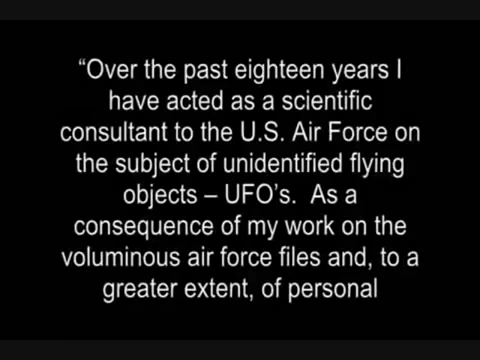 “Over the past eighteen years I
have acted as a scientific
consultant to the U.S. Air Force on
the subject of unidentified flying
objects – UFO’s.  As a
consequence of my work on the
voluminous air force files and, to a
greater extent, of personal